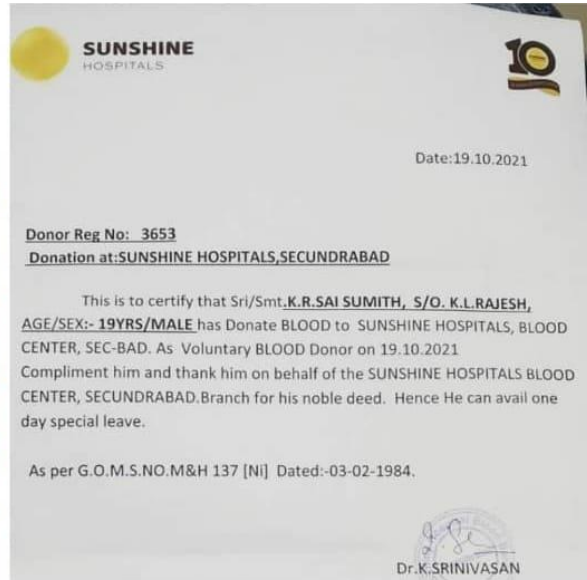 SUNSHINE
HOSPITALS
10
Date:19.10.2021
Donor Reg No: 3653
Donation at:SUNSHINE HOSPITALS,SECUNDRABAD
This is to certify that Sri/Smt.K.R.SAI SUMITH, S/O. K.L.RAJESH,
AGE/SEX:- 19YRS/MALE has Donate BLOOD to SUNSHINE HOSPITALS, BLOOD
CENTER, SEC-BAD. As Voluntary BLOOD Donor on 19.10.2021
Compliment him and thank him on behalf of the SUNSHINE HOSPITALS BLOOD
CENTER, SECUNDRABAD.Branch for his noble deed. Hence He can avail one
day special leave.
As per G.O.M.S.NO.M&H 137 [Ni] Dated:-03-02-1984.
Dr.K.SRINIVASAN